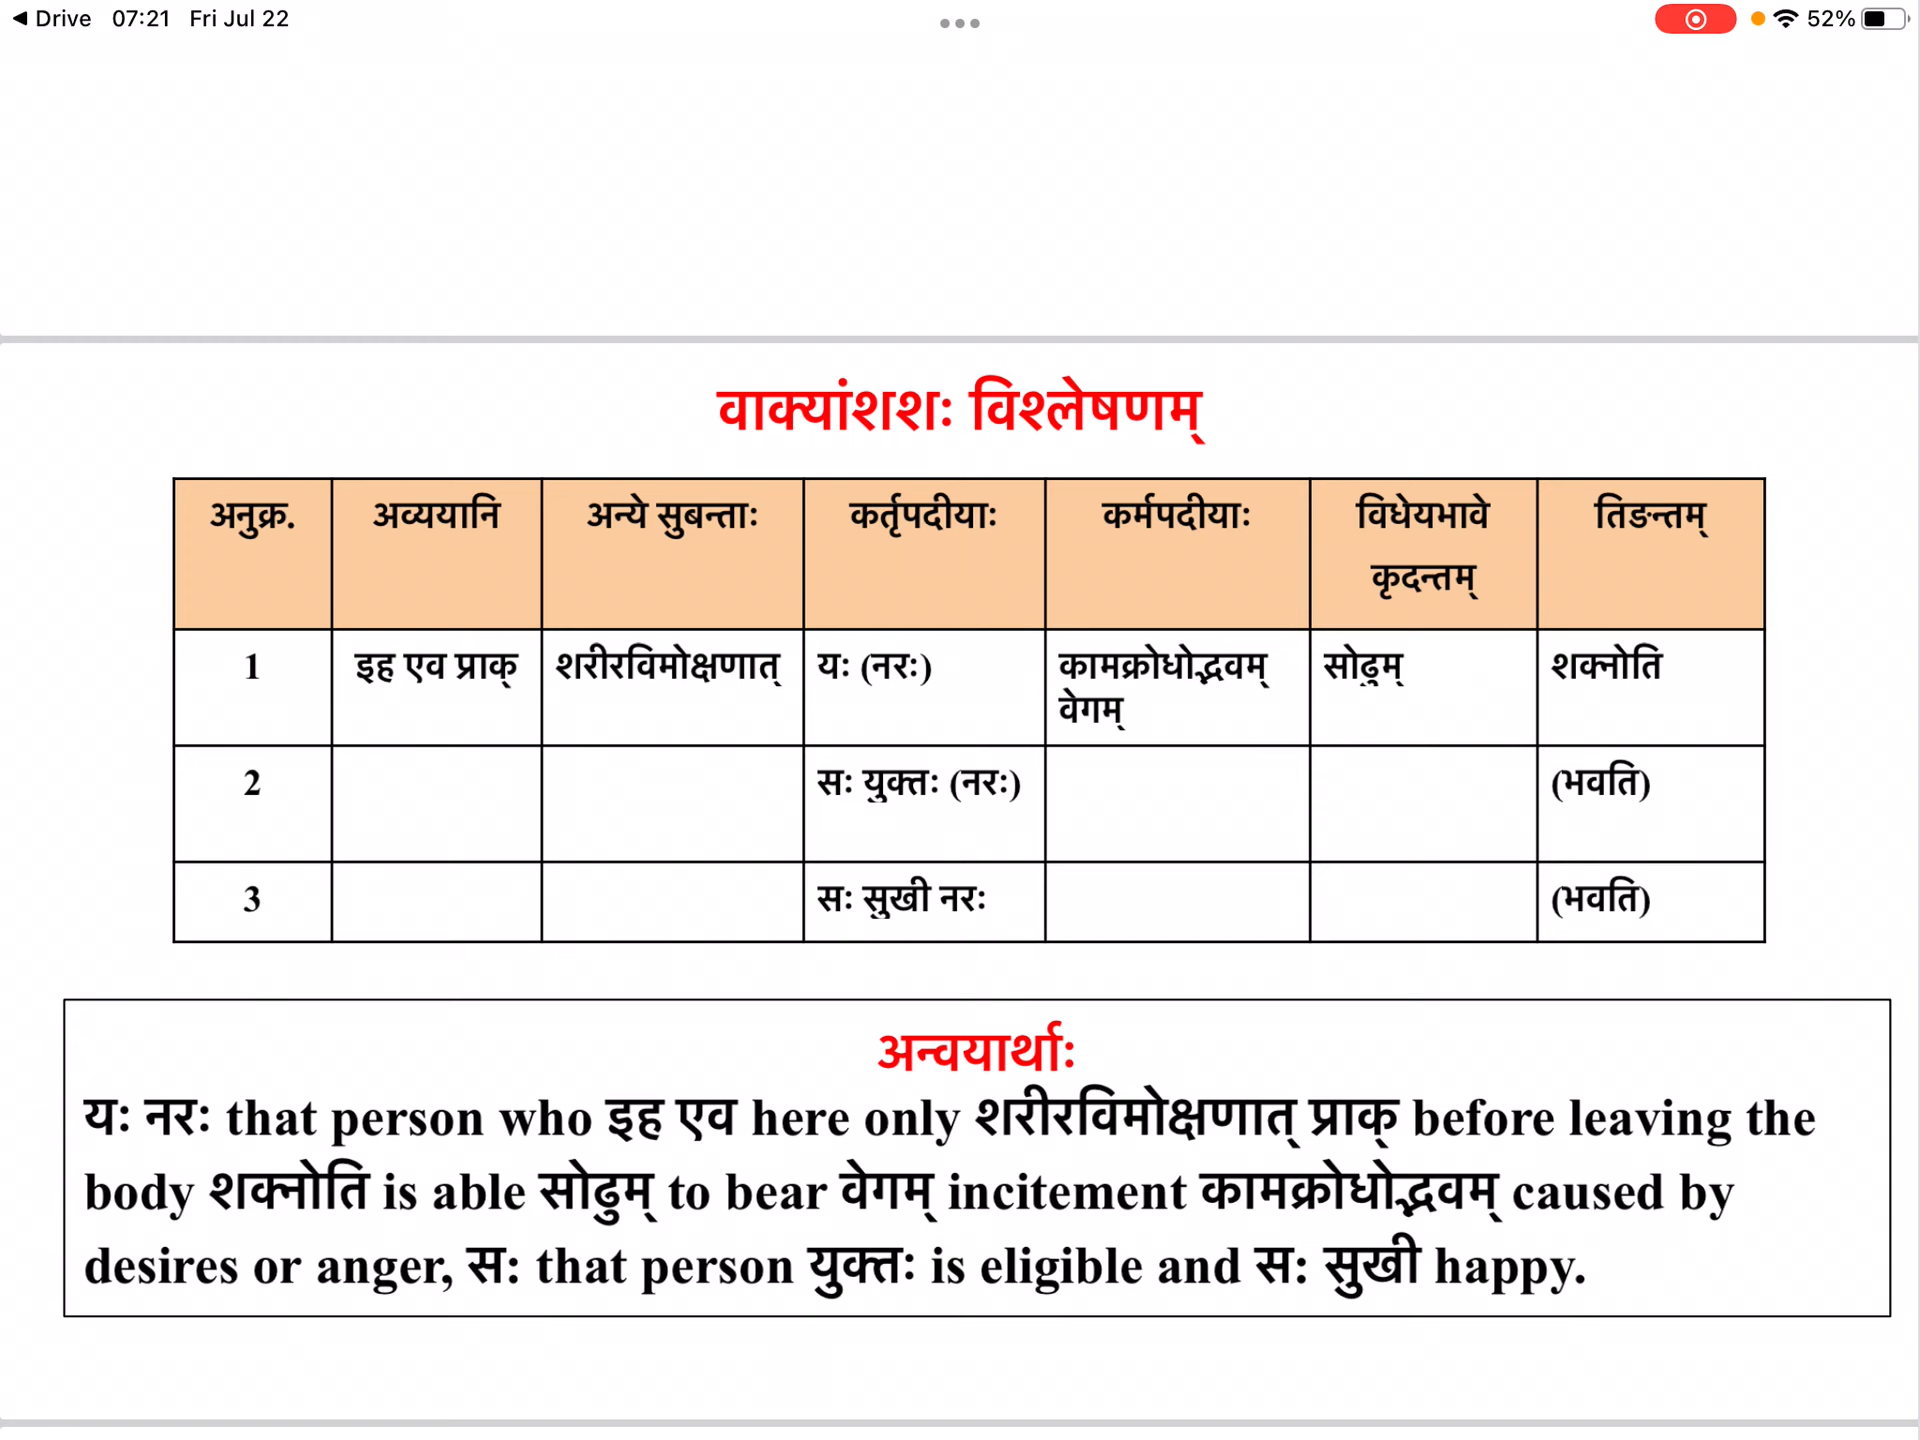 Drive 07:21 Fri Jul 22 52%
वाक्यांशशः विश्लेषणम्
अनुक्र. अव्ययानि अन्ये सुबन्ताः कर्तृपदीयाः कर्मपदीयाः विधेयभावे कृदन्तम् तिङन्तम्
1 इह एव प्राक् शरीरविमोक्षणात् यः (नरः) कामक्रोधोद्भवम् वेगम् सोढुम् शक्नोति
2 सः युक्तः (नरः) (भवति)
3 सः सुखी नरः (भवति)
अन्वयार्थाः
यः नरः that person who इह एव here only शरीरविमोक्षणात् प्राक् before leaving the
body शक्नोति is able सोढुम् to bear वेगम् incitement कामक्रोधोद्भवम् caused by
desires or anger, स: that person युक्तः is eligible and स: सुखी happy.